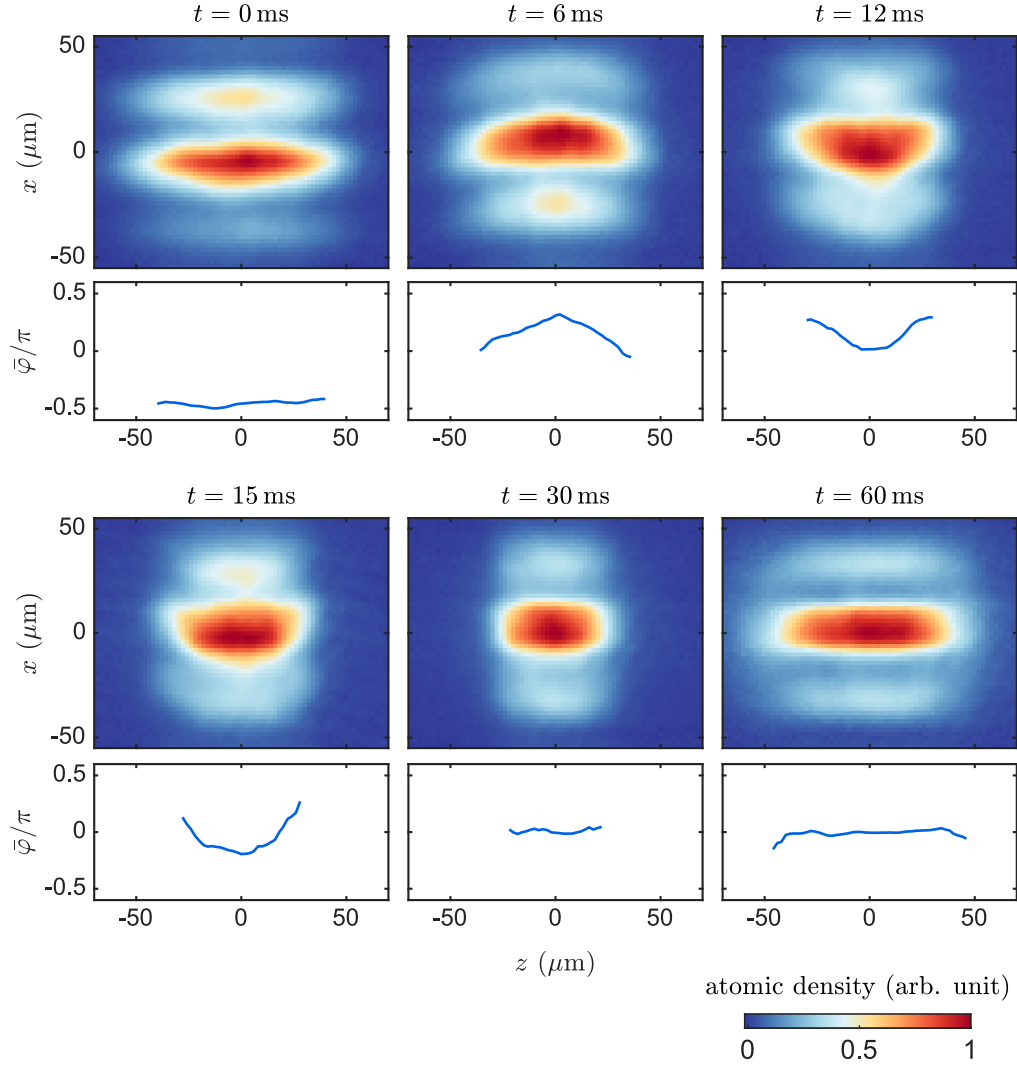 t = 0 ms t = 6 ms t = 12 ms
50
0
-50
x (μm)
0.5
0
-0.5
φ̄/π
-50 0 50 -50 0 50 -50 0 50
t = 15 ms t = 30 ms t = 60 ms
50
0
-50
x (μm)
0.5
0
-0.5
φ̄/π
-50 0 50 -50 0 50 -50 0 50
z (μm)
atomic density (arb. unit)
0 0.5 1